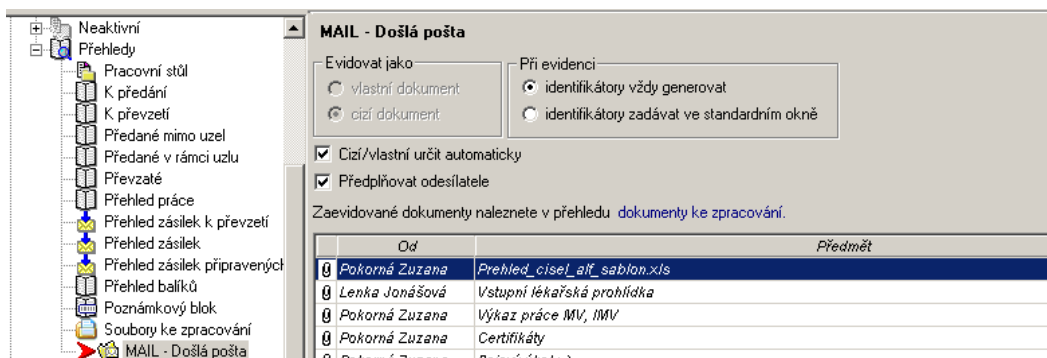 Neaktivní
Přehledy
Pracovní stůl
K předání
K převzetí
Předané mimo uzel
Předané v rámci uzlu
Převzaté
Přehled práce
Přehled zásilek k převzetí
Přehled zásilek
Přehled zásilek připravených
Přehled balíků
Poznámkový blok
Soubory ke zpracování
MAIL - Došlá pošta
MAIL - Došlá pošta
Evidovat jako
vlastní dokument
cizí dokument
Při evidenci
identifikátory vždy generovat
identifikátory zadávat ve standardním okně
Cizí/vlastní určit automaticky
Předplňovat odesílatele
Zaevidované dokumenty naleznete v přehledu dokumenty ke zpracování.
Od Předmět
Pokorná Zuzana Prehled_cisel_alf_sablon.xls
Lenka Jonášová Vstupní lékařská prohlídka
Pokorná Zuzana Výkaz práce MV, IMV
Pokorná Zuzana Certifikáty